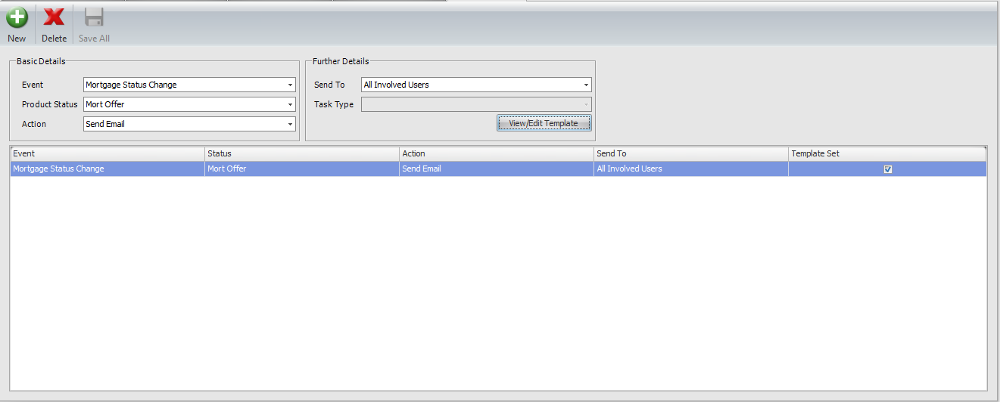 New Delete Save All
Basic Details
Event Mortgage Status Change
Product Status Mort Offer
Action Send Email
Further Details
Send To All Involved Users
Task Type
View/Edit Template
Event Status Action Send To Template Set
Mortgage Status Change Mort Offer Send Email All Involved Users